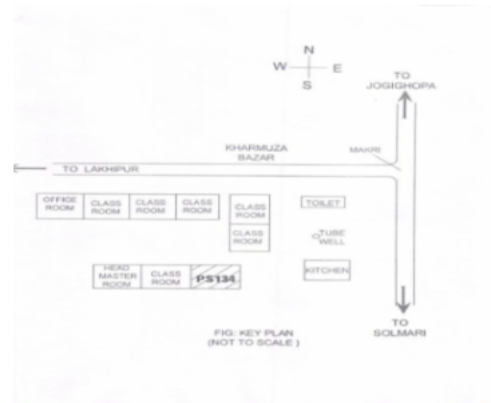 N
W E
S
TO
JOGIGHOPA
KHARMUZA
BAZAR
MAKRI
TO LAKHIPUR
OFFICE
ROOM
CLASS
ROOM
CLASS
ROOM
CLASS
ROOM
CLASS
ROOM
TOILET
CLASS
ROOM
TUBE
WELL
HEAD
MASTER
ROOM
CLASS
ROOM
PS134
KITCHEN
FIG: KEY PLAN
(NOT TO SCALE )
TO
SOLMARI